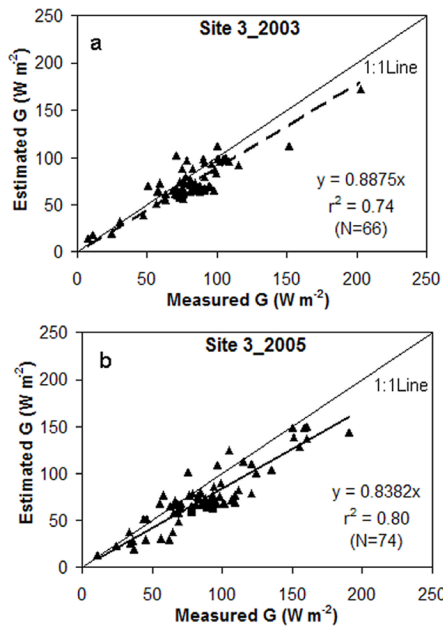 a
Site 3_2003
250
200
150
100
50
0
Estimated G (W m-2)
1:1Line
y = 0.8875x
r2 = 0.74
(N=66)
0 50 100 150 200 250
Measured G (W m-2)
b
Site 3_2005
250
200
150
100
50
0
Estimated G (W m-2)
1:1Line
y = 0.8382x
r2 = 0.80
(N=74)
0 50 100 150 200 250
Measured G (W m-2)